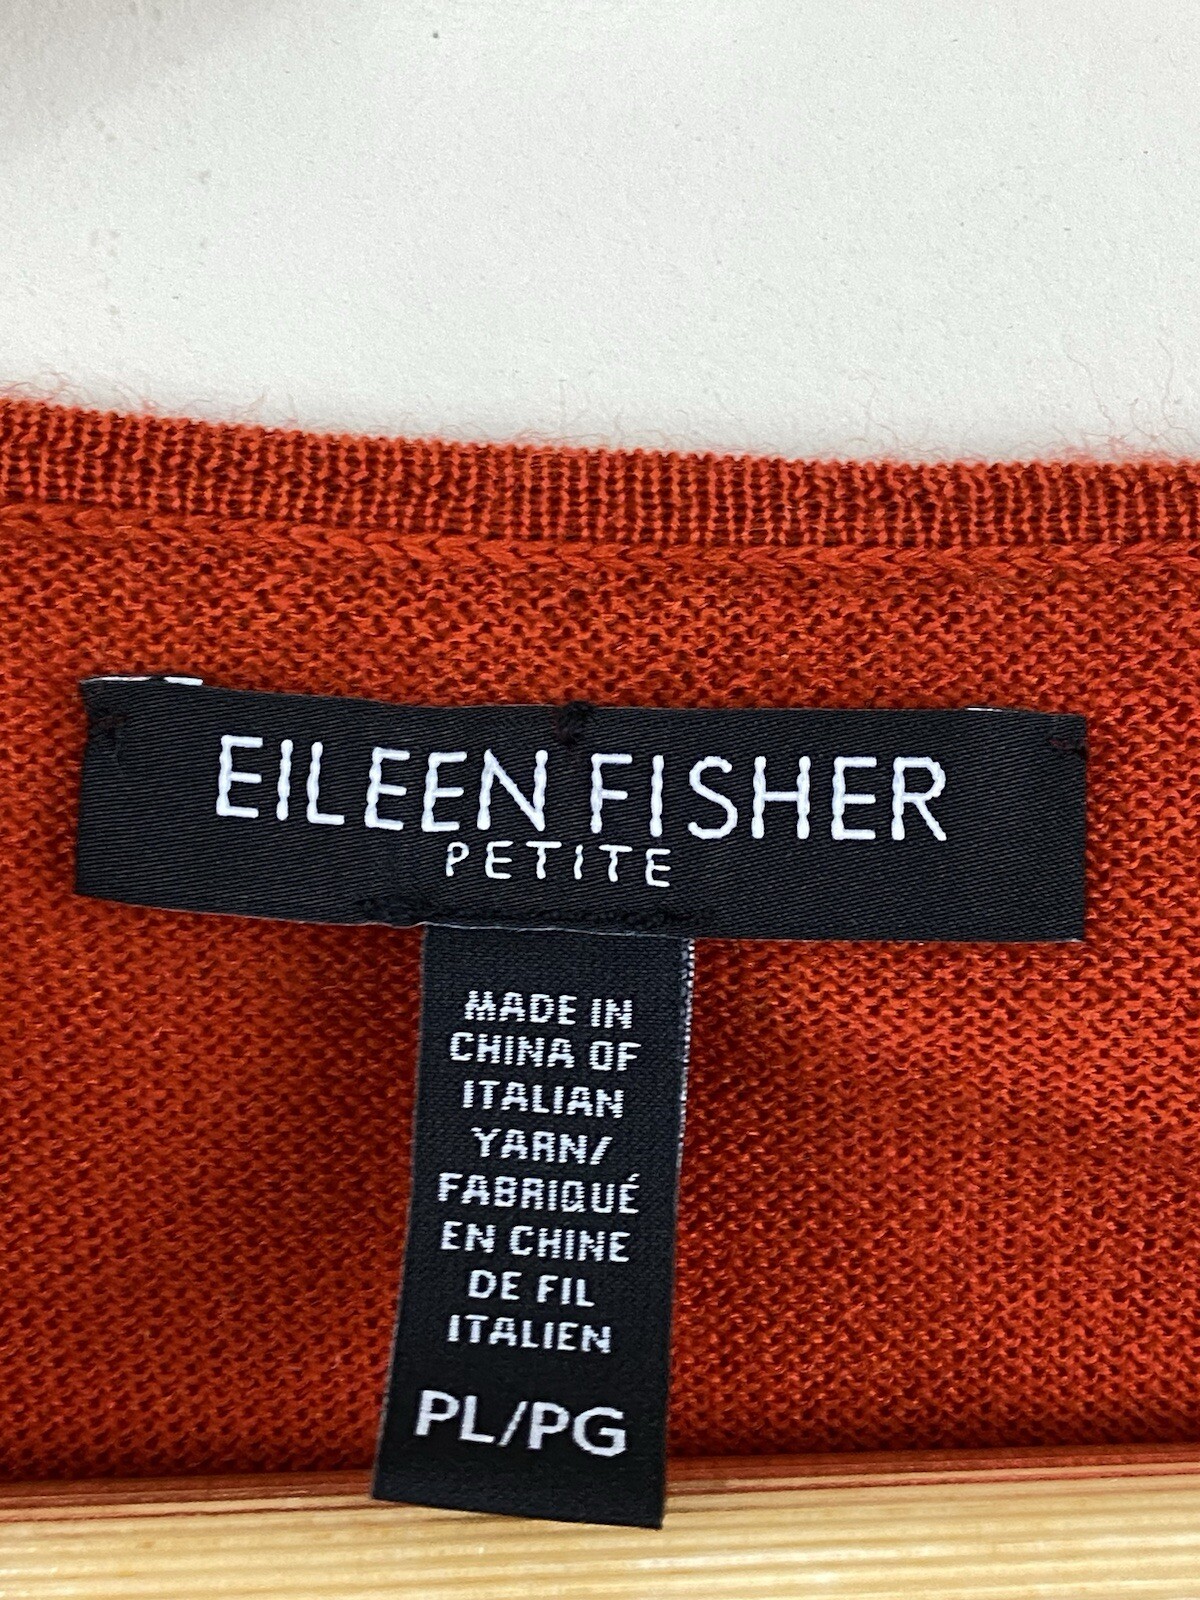 EILEEN FISHER
PETITE
MADE IN
CHINA OF
ITALIAN
YARN/
FABRIQUÉ
EN CHINE
DE FIL
ITALIEN
PL/PG